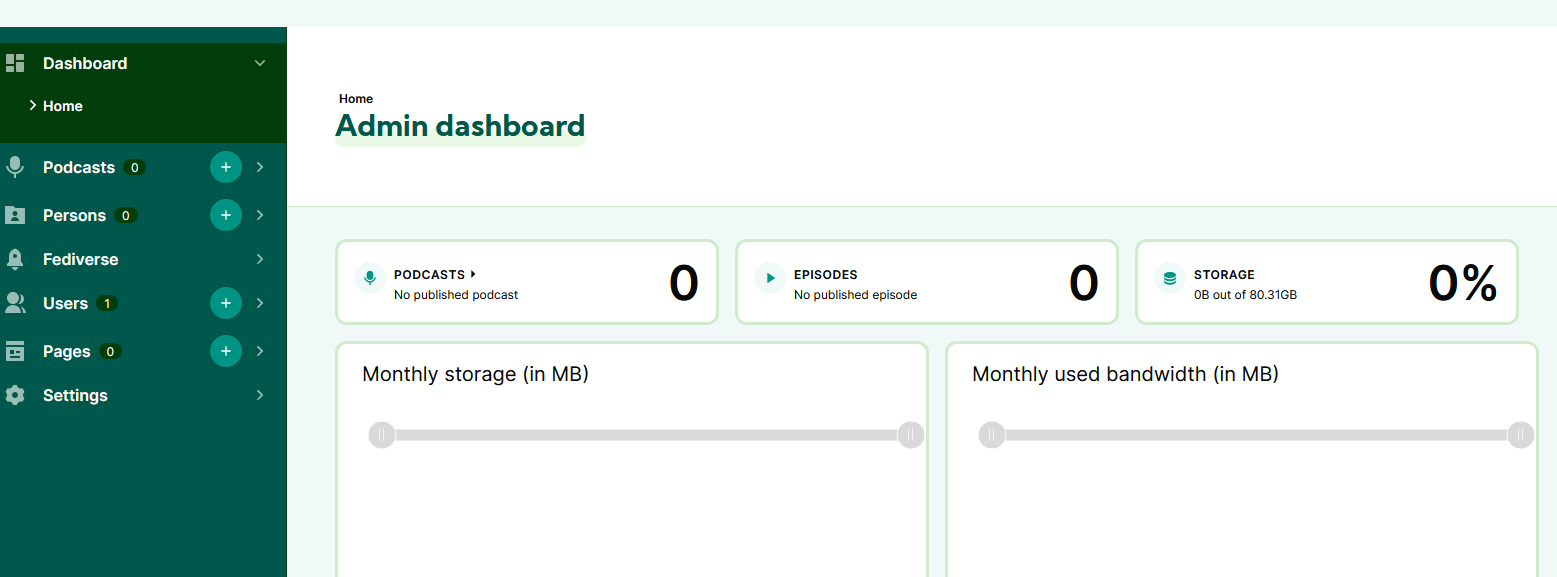 Dashboard
Home
Podcasts 0 +
Persons 0 +
Fediverse
Users 1 +
Pages 0 +
Settings
Home
Admin dashboard
PODCASTS
No published podcast
0
EPISODES
No published episode
0
STORAGE
0B out of 80.31GB
0%
Monthly storage (in MB)
Monthly used bandwidth (in MB)